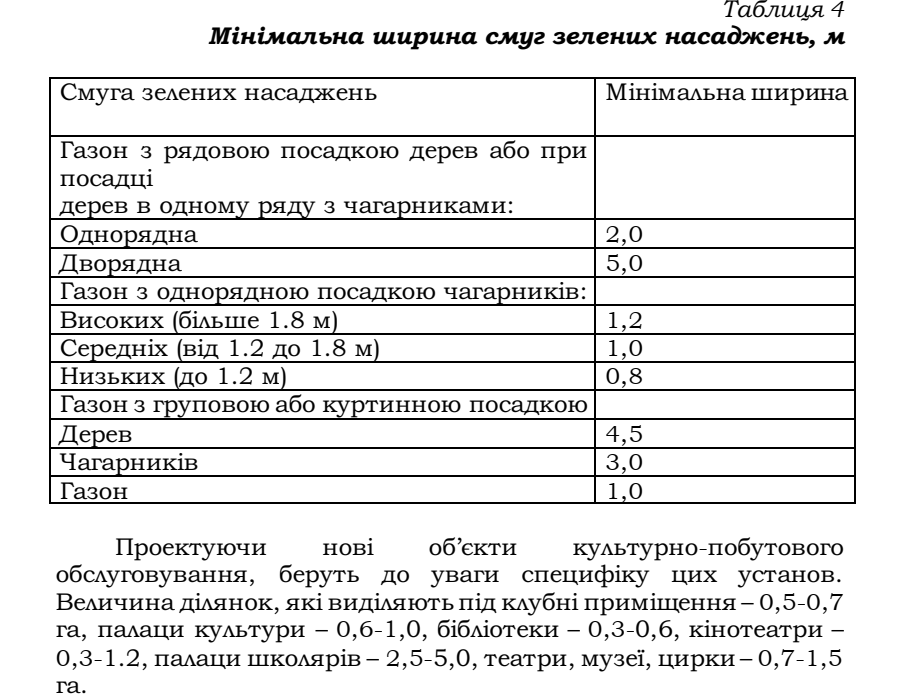 Таблиця 4
Мінімальна ширина смуг зелених насаджень, м
Смуга зелених насаджень Мінімальна ширина
Газон з рядовою посадкою дерев або при
посадці
дерев в одному ряду з чагарниками:
Однорядна 2,0
Дворядна 5,0
Газон з однорядною посадкою чагарників:
Високих (більше 1.8 м) 1,2
Середніх (від 1.2 до 1.8 м) 1,0
Низьких (до 1.2 м) 0,8
Газон з груповою або куртинною посадкою
Дерев 4,5
Чагарників 3,0
Газон 1,0
Проектуючи нові об’єкти культурно-побутового
обслуговування, беруть до уваги специфіку цих установ.
Величина ділянок, які виділяють під клубні приміщення – 0,5-0,7
га, палаци культури – 0,6-1,0, бібліотеки – 0,3-0,6, кінотеатри –
0,3-1.2, палаци школярів – 2,5-5,0, театри, музеї, цирки – 0,7-1,5
га.